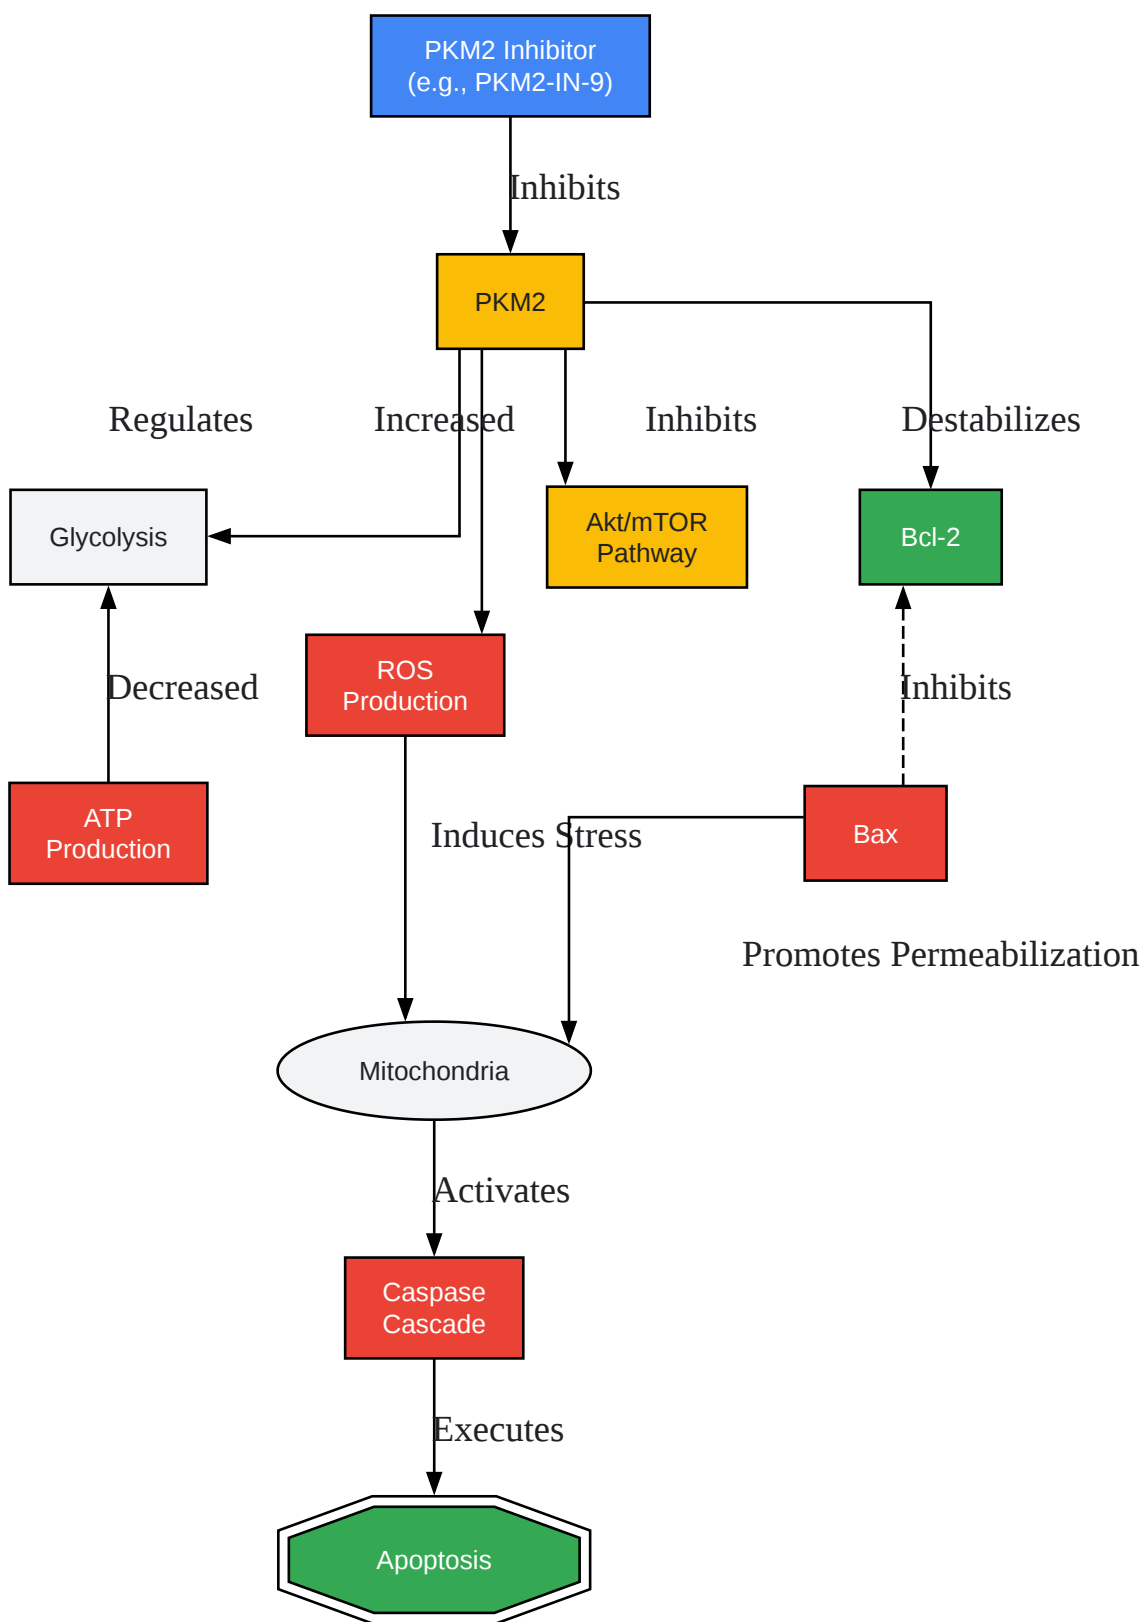 PKM2 Inhibitor
(e.g., PKM2-IN-9)
Inhibits
PKM2
Regulates
Increased
Inhibits
Destabilizes
Glycolysis
Akt/mTOR
Pathway
Bcl-2
Decreased
ROS
Production
Inhibits
ATP
Production
Induces Stress
Bax
Promotes Permeabilization
Mitochondria
Activates
Caspase
Cascade
Executes
Apoptosis